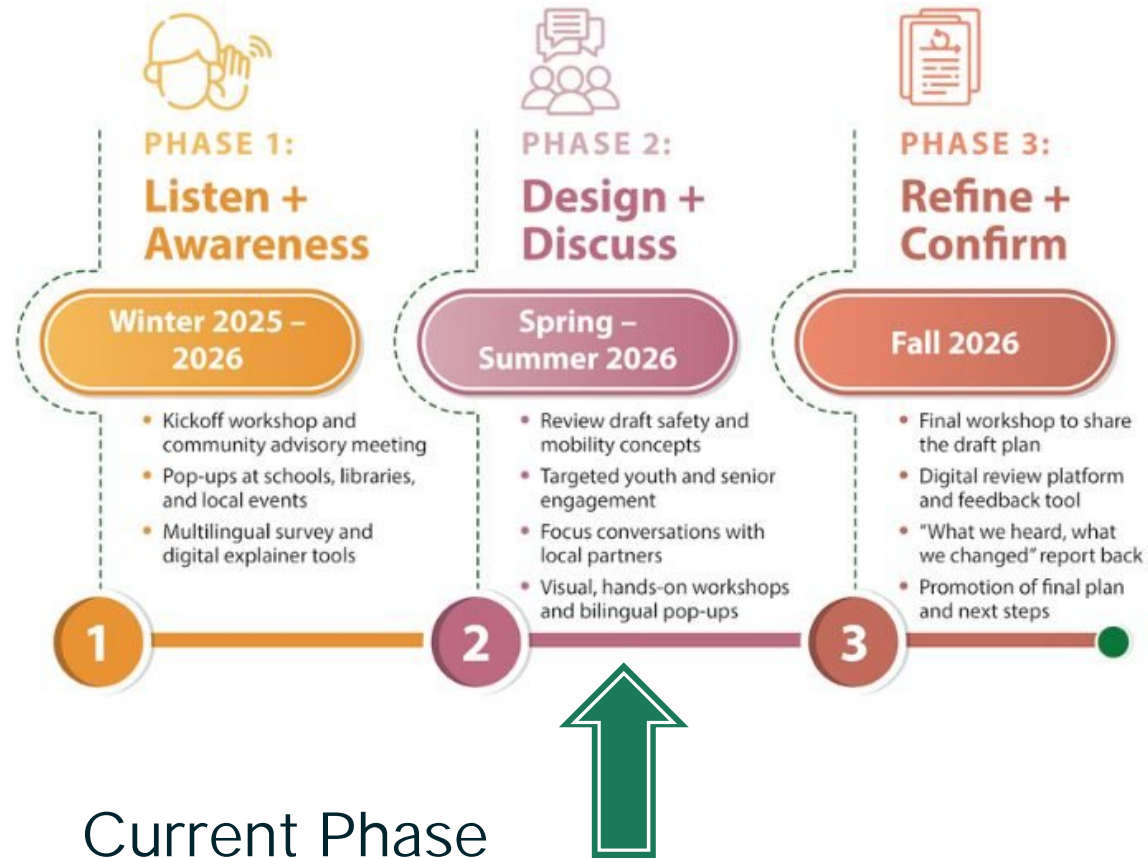 PHASE 1:
Listen +
Awareness
Winter 2025 –
2026
• Kickoff workshop and
community advisory meeting
• Pop-ups at schools, libraries,
and local events
• Multilingual survey and
digital explainer tools
1
PHASE 2:
Design +
Discuss
Spring –
Summer 2026
• Review draft safety and
mobility concepts
• Targeted youth and senior
engagement
• Focus conversations with
local partners
• Visual, hands-on workshops
and bilingual pop-ups
2
PHASE 3:
Refine +
Confirm
Fall 2026
• Final workshop to share
the draft plan
• Digital review platform
and feedback tool
• “What we heard, what
we changed” report back
• Promotion of final plan
and next steps
3
Current Phase